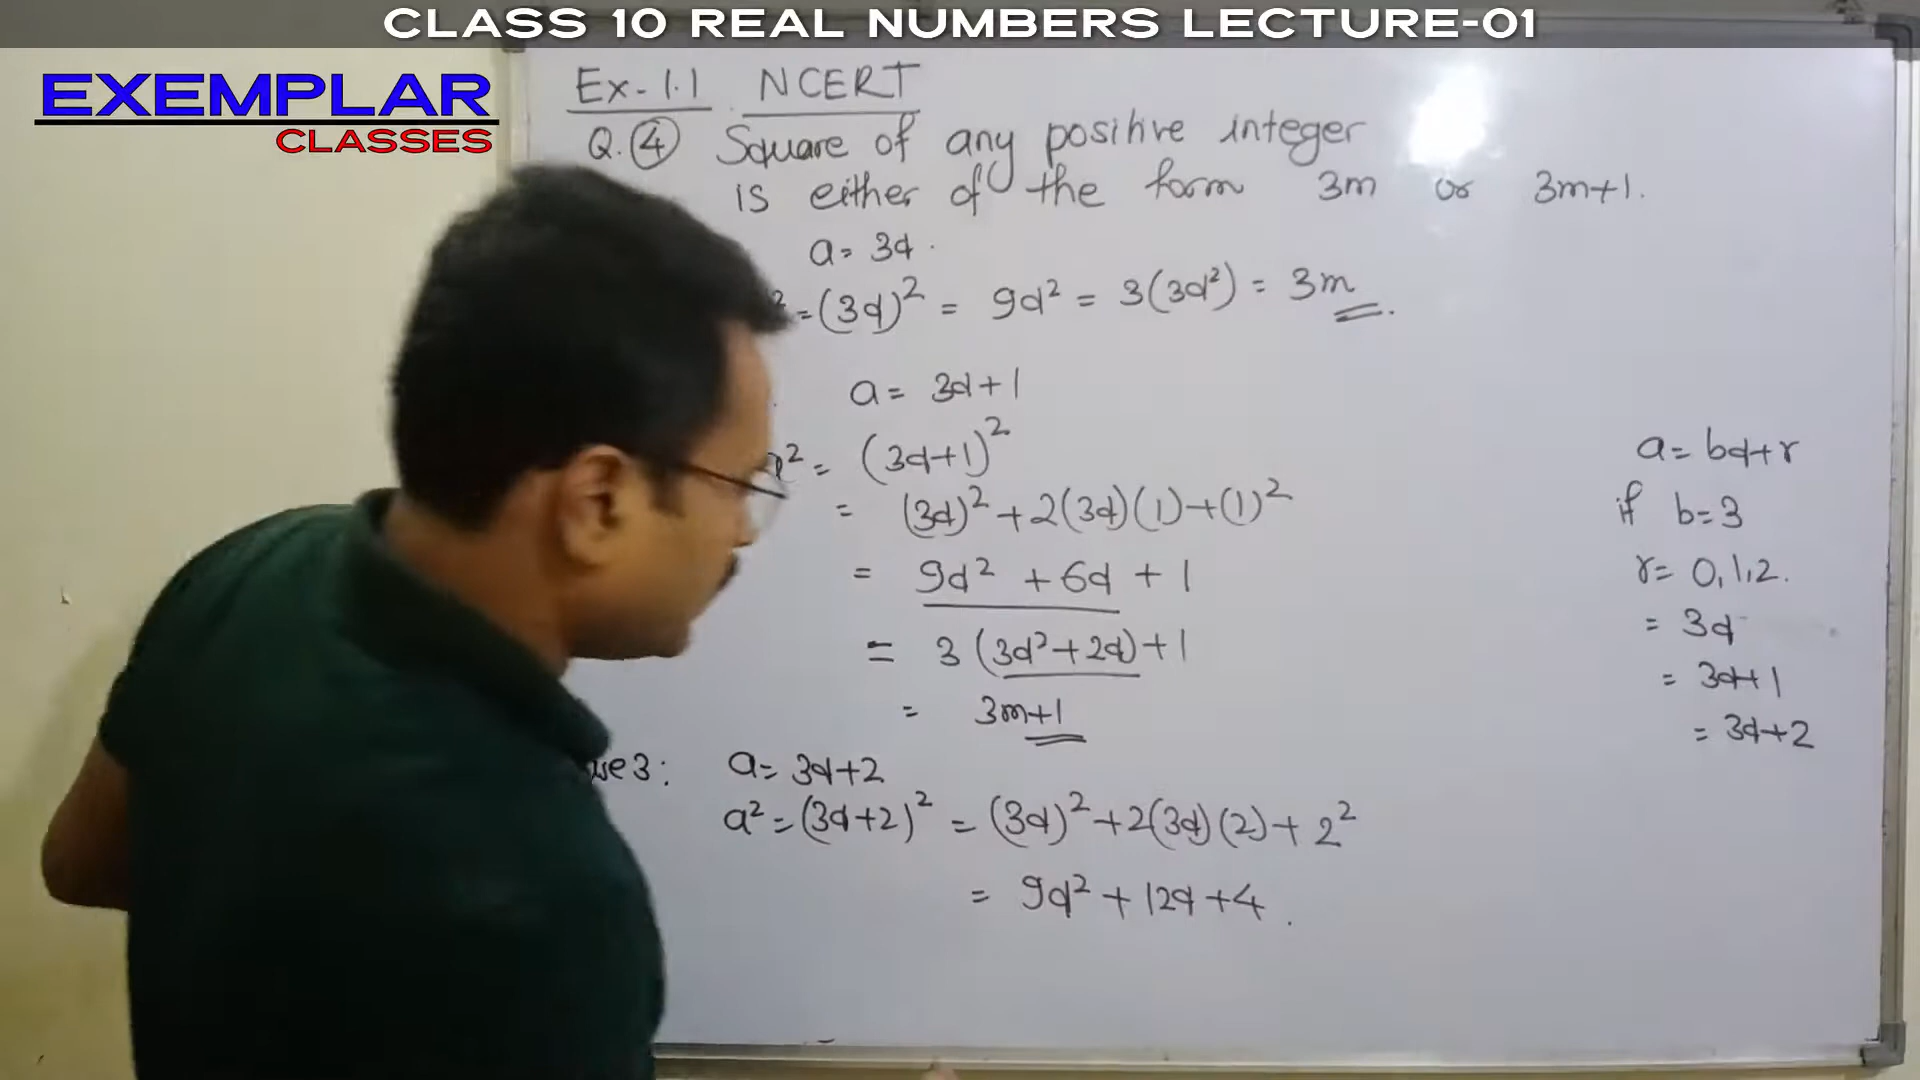 CLASS 10 REAL NUMBERS LECTURE-01
EXEMPLAR
CLASSES
Ex-1.1 NCERT
Q.④ Square of any positive integer
is either of the form 3m or 3m+1.
a= 3q.
²=(3q)² = 9q² = 3(3q²) = 3m
a= 3q+1
² = (3q+1)²
= (3q)²+2(3q)(1)+(1)²
= 9q² +6q + 1
= 3 (3q²+2q)+1
= 3m+1
3: a= 3q+2
a²=(3q+2)² = (3q)²+2(3q)(2)+ 2²
= 9q² + 12q +4.
a= bq+r
if b=3
r= 0,1,2.
= 3q
= 3q+1
= 3q+2